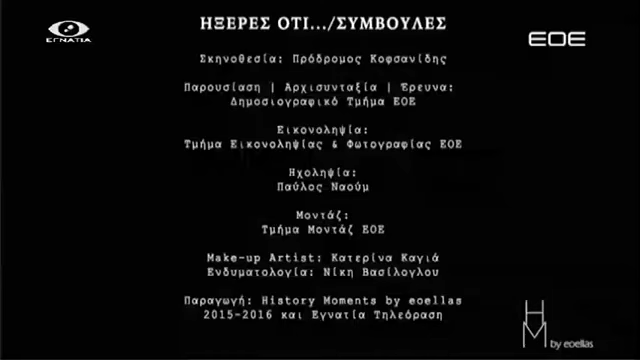 ΗΞΕΡΕΣ ΟΤΙ.../ΣΥΜΒΟΥΛΕΣ
ΕΓΝΑΤΙΑ
ΕΟΕ
Σκηνοθεσία: Πρόδρομος Κοφσανίδης
Παρουσίαση | Αρχισυνταξία | Έρευνα:
Δημοσιογραφικό Τμήμα ΕΟΕ
Εικονοληψία:
Τμήμα Εικονοληψίας & Φωτογραφίας ΕΟΕ
Ηχοληψία:
Παύλος Ναούμ
Μοντάζ:
Τμήμα Μοντάζ ΕΟΕ
Make-up Artist: Κατερίνα Καγιά
Ενδυματολογία: Νίκη Βασίλογλου
Παραγωγή: History Moments by eoellas
2015-2016 και Εγνατία Τηλεόραση
HM
by eoellas